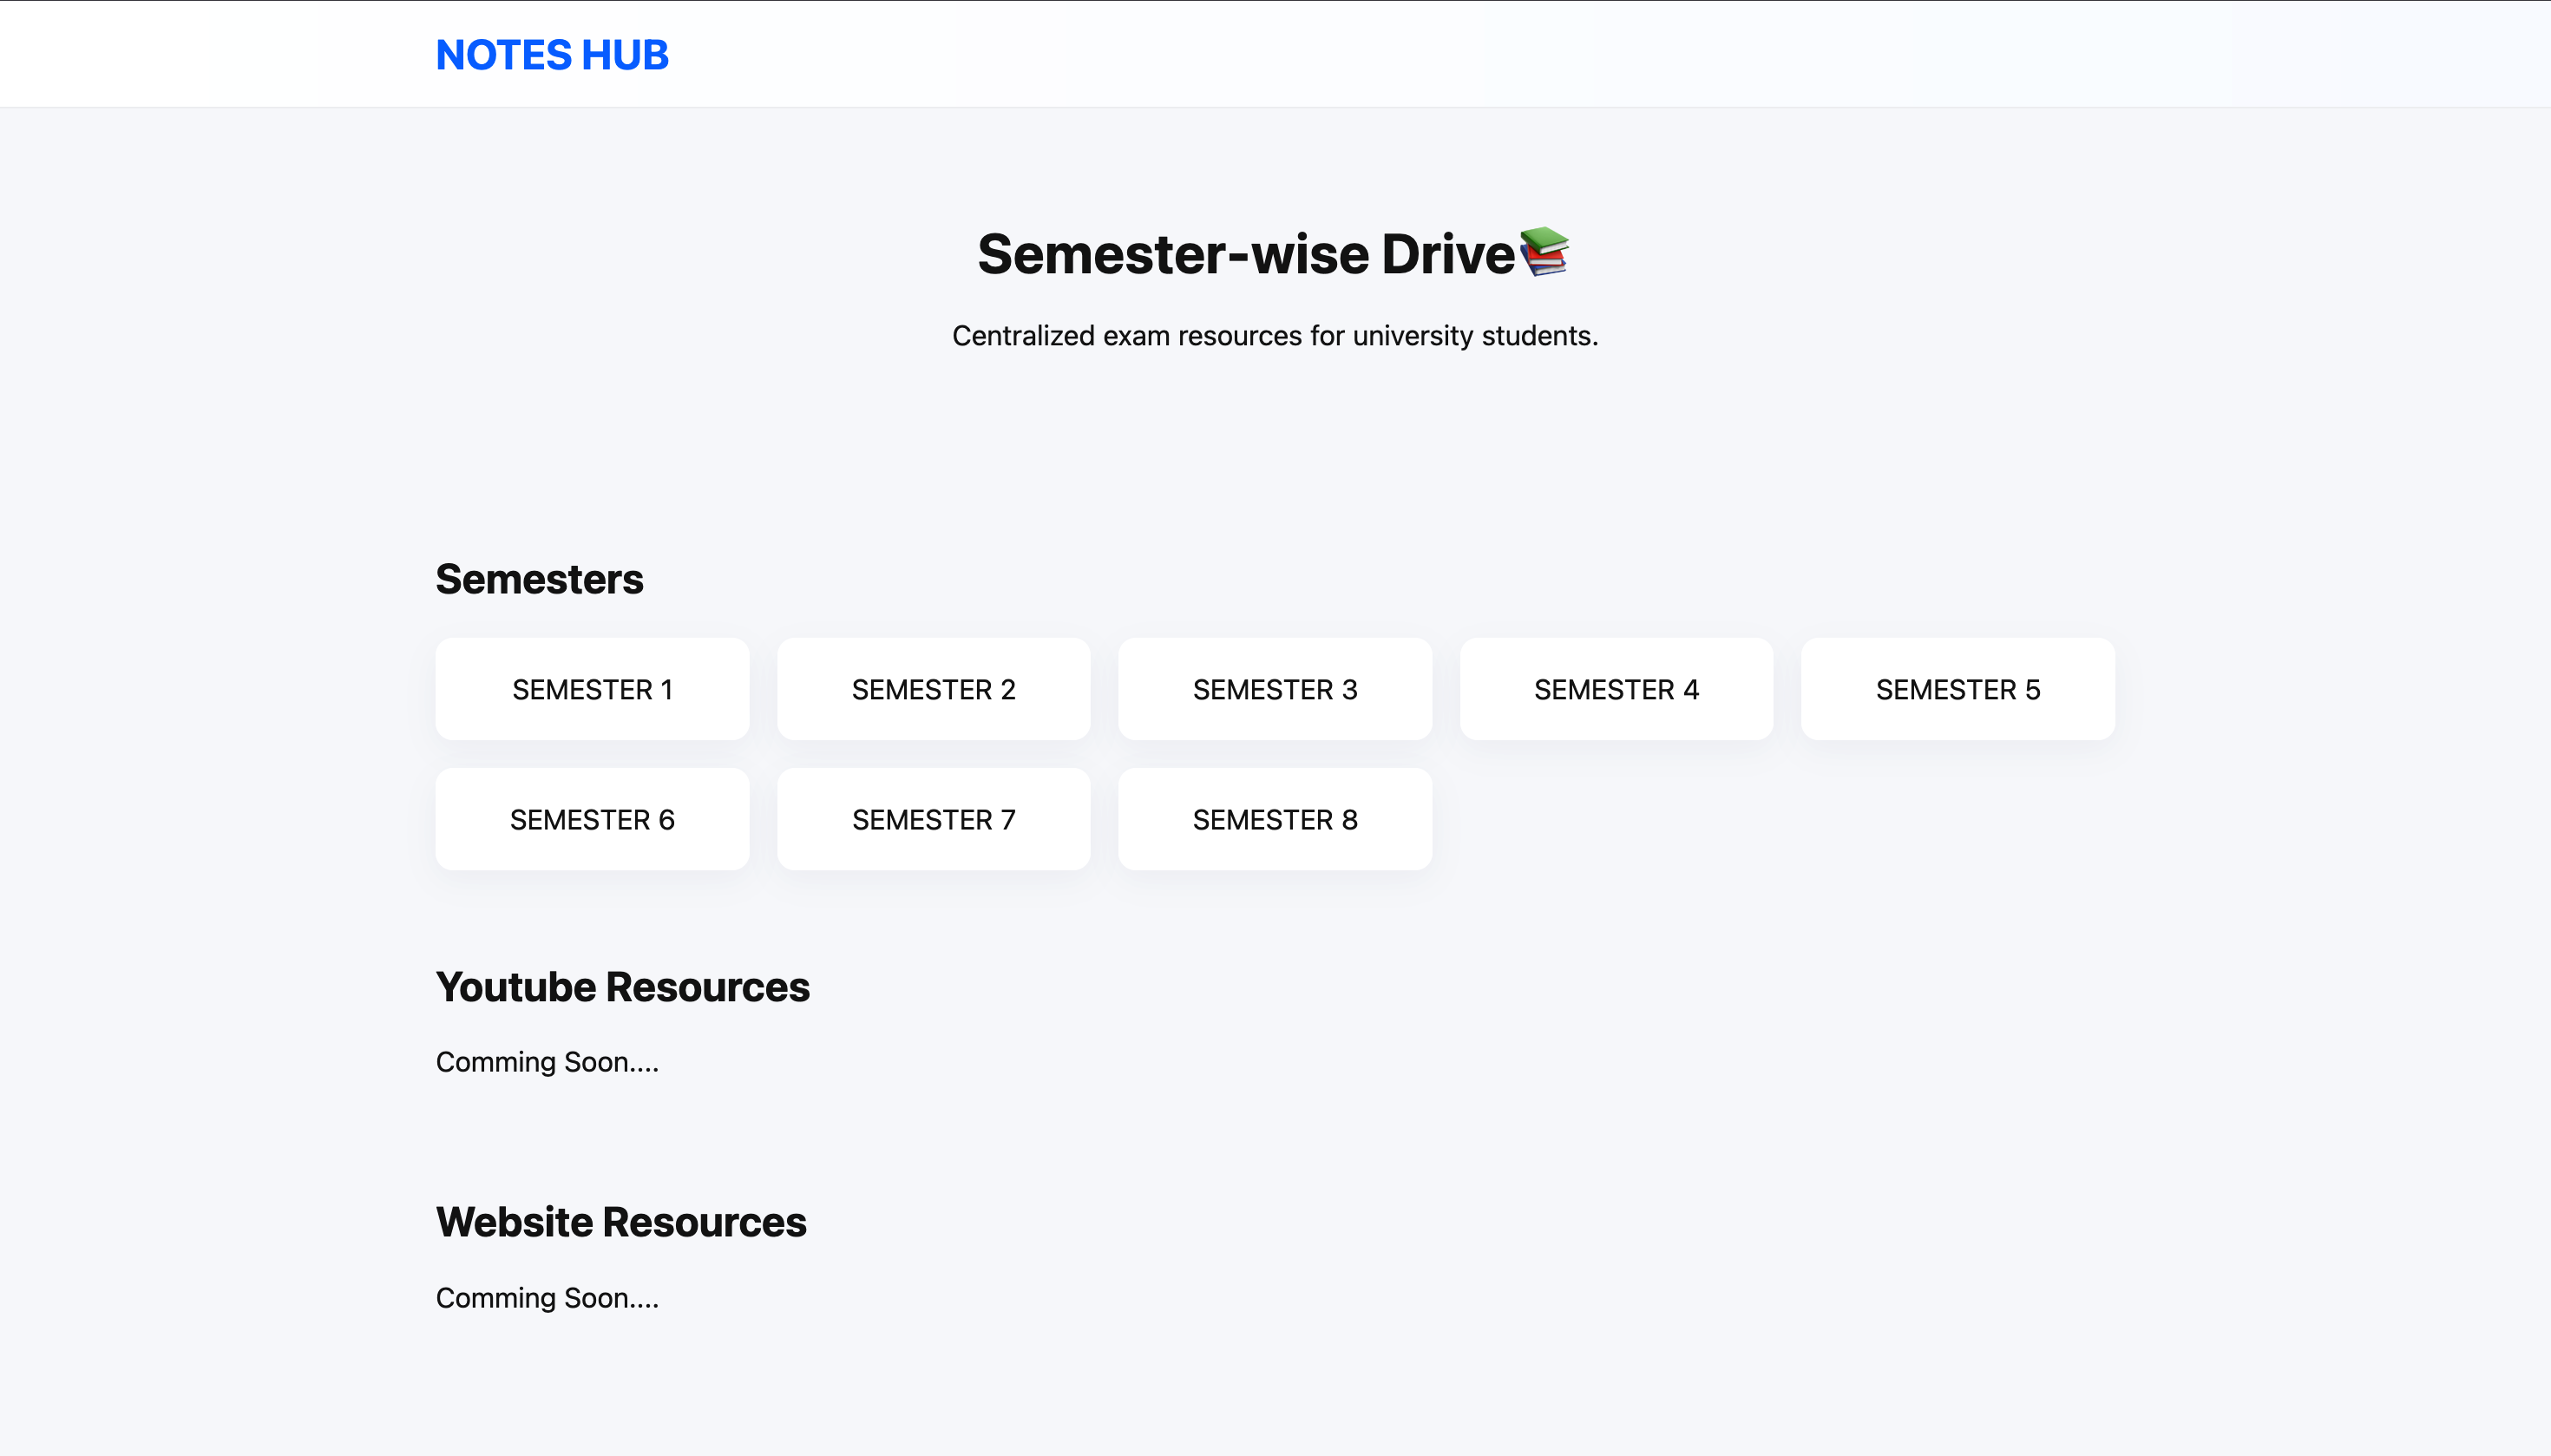 NOTES HUB
Semester-wise Drive📚
Centralized exam resources for university students.
Semesters
SEMESTER 1
SEMESTER 2
SEMESTER 3
SEMESTER 4
SEMESTER 5
SEMESTER 6
SEMESTER 7
SEMESTER 8
Youtube Resources
Comming Soon....
Website Resources
Comming Soon....